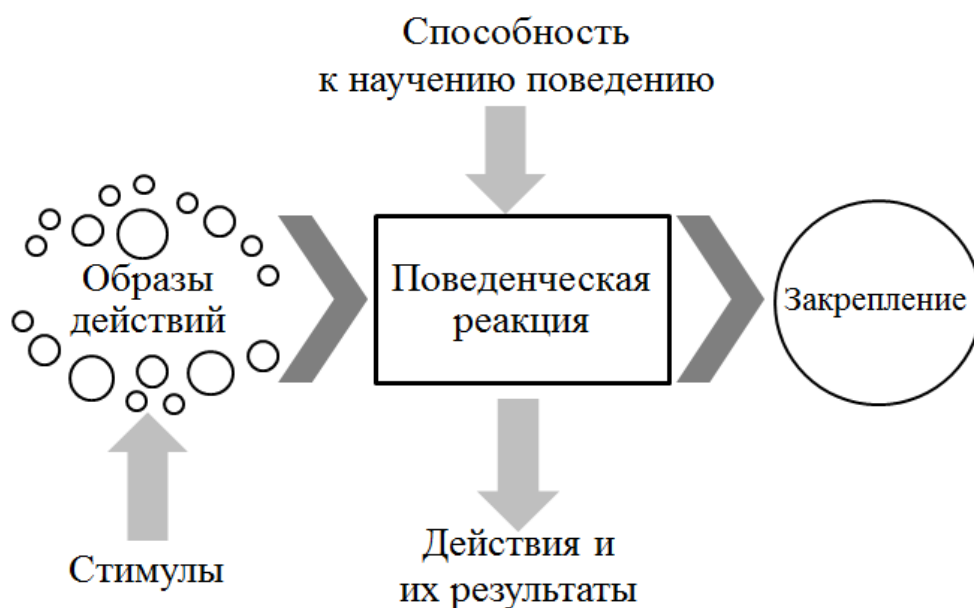 Способность
к научению поведению
Образы
действий
Поведенческая
реакция
Закрепление
Стимулы
Действия и
их результаты